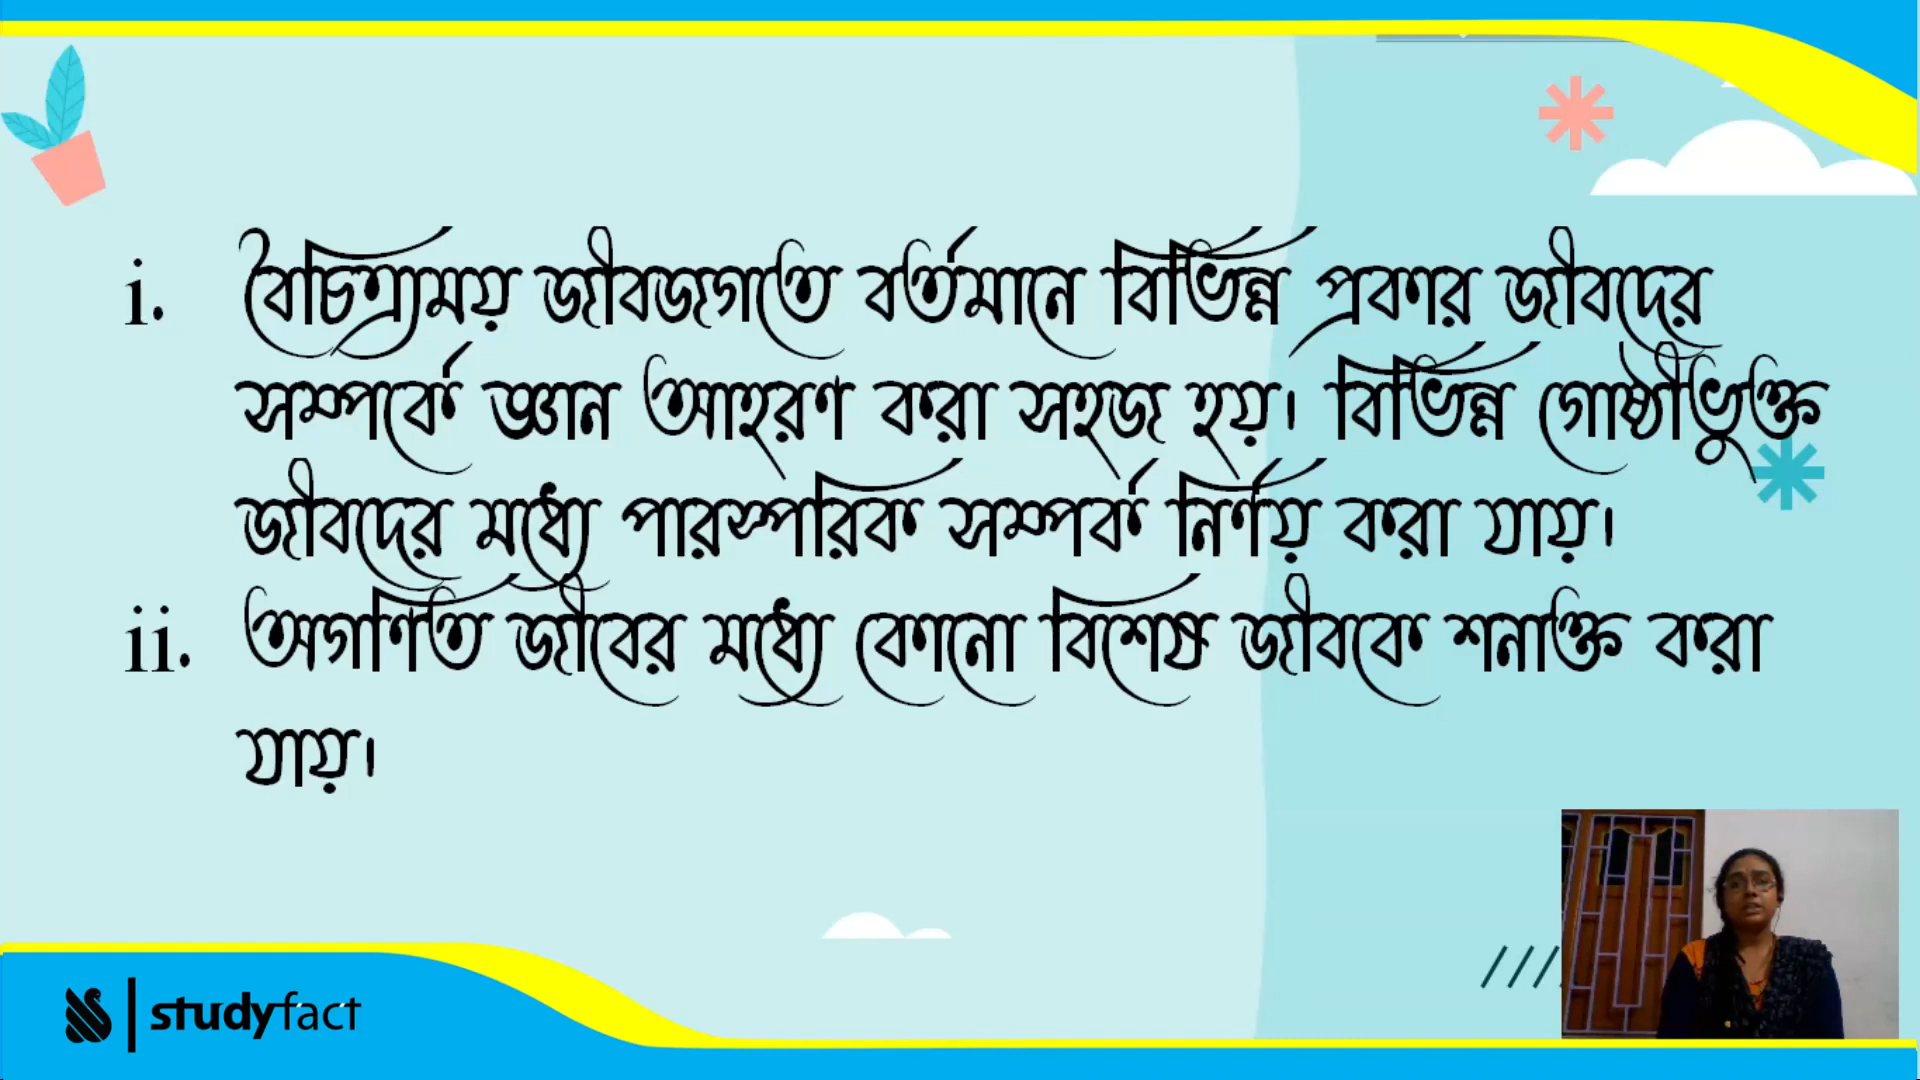 i. বৈচিত্র্যময় জীবজগতে বর্তমানে বিভিন্ন প্রকার জীবদের
সম্পর্কে জ্ঞান আহরণ করা সহজ হয়। বিভিন্ন গোষ্ঠীভুক্ত
জীবদের মধ্যে পারস্পরিক সম্পর্ক নির্ণয় করা যায়।
ii. অগণিত জীবের মধ্যে কোনো বিশেষ জীবকে শনাক্ত করা
যায়।
studyfact